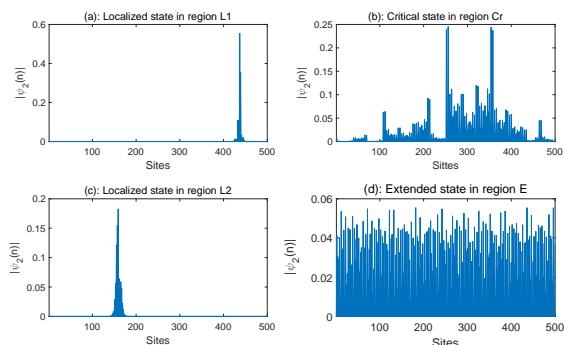 (a): Localized state in region L1
0.6
0.4
0.2
0
|ψ₂(n)|
100 200 300 400 500
Sites
(b): Critical state in region Cr
0.25
0.2
0.15
0.1
0.05
0
|ψ₂(n)|
100 200 300 400 500
Sites
(c): Localized state in region L2
0.2
0.15
0.1
0.05
0
|ψ₂(n)|
100 200 300 400 500
Sites
(d): Extended state in region E
0.06
0.04
0.02
0
|ψ₂(n)|
100 200 300 400 500
Sites